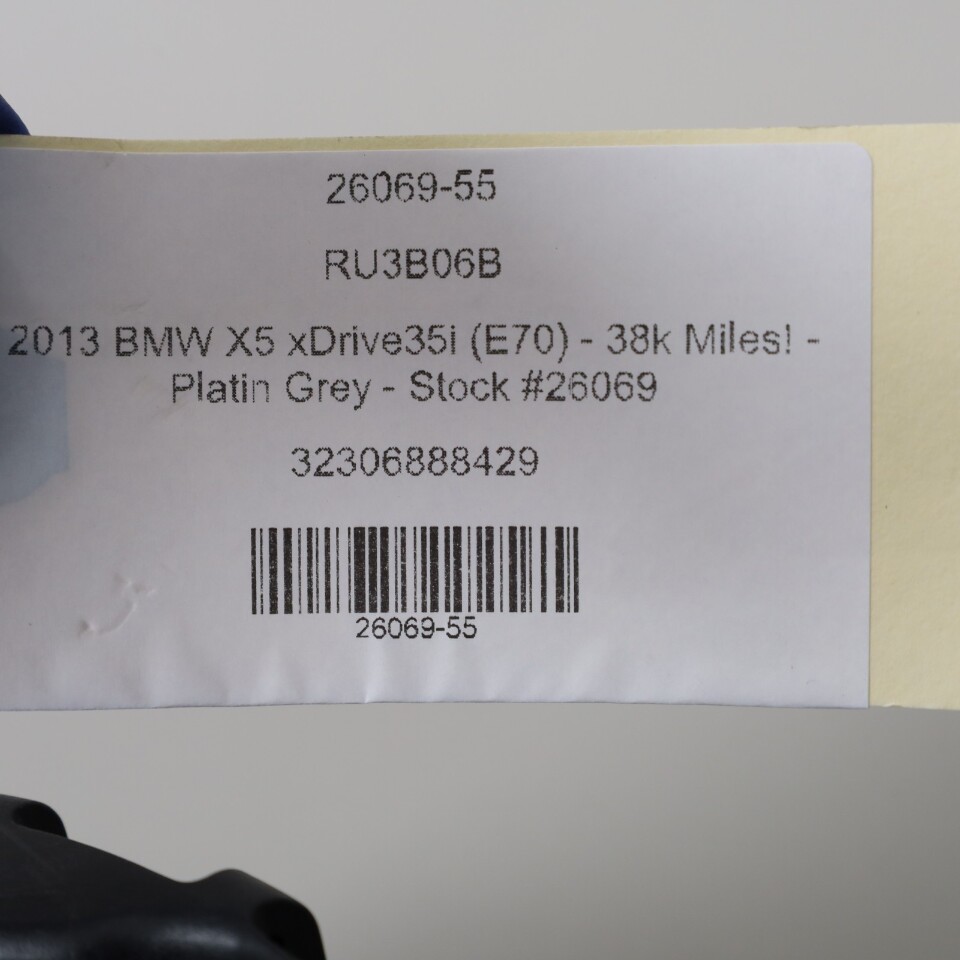 26069-55
RU3B06B
2013 BMW X5 xDrive35i (E70) - 38k Miles! -
Platin Grey - Stock #26069
32306888429
26069-55